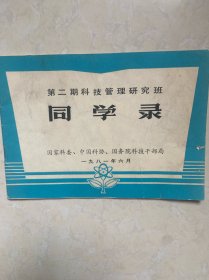 第二期科技管理研究班
同学录
国家科委、中国科协、国务院科技干部局
一九八一年六月